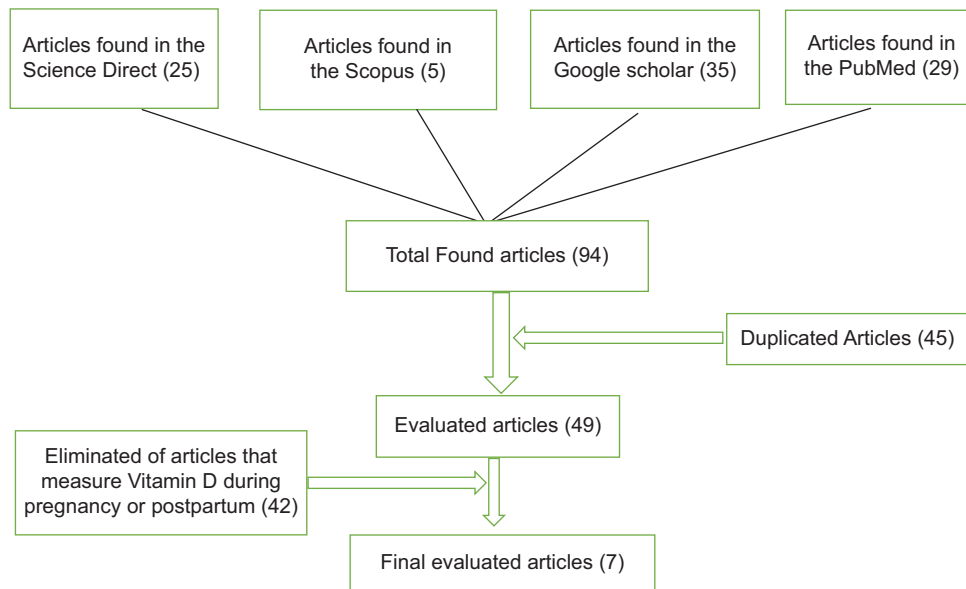 Articles found in the
Science Direct (25)
Articles found in
the Scopus (5)
Articles found in the
Google scholar (35)
Articles found in
the PubMed (29)
Total Found articles (94)
Duplicated Articles (45)
Evaluated articles (49)
Eliminated of articles that
measure Vitamin D during
pregnancy or postpartum (42)
Final evaluated articles (7)